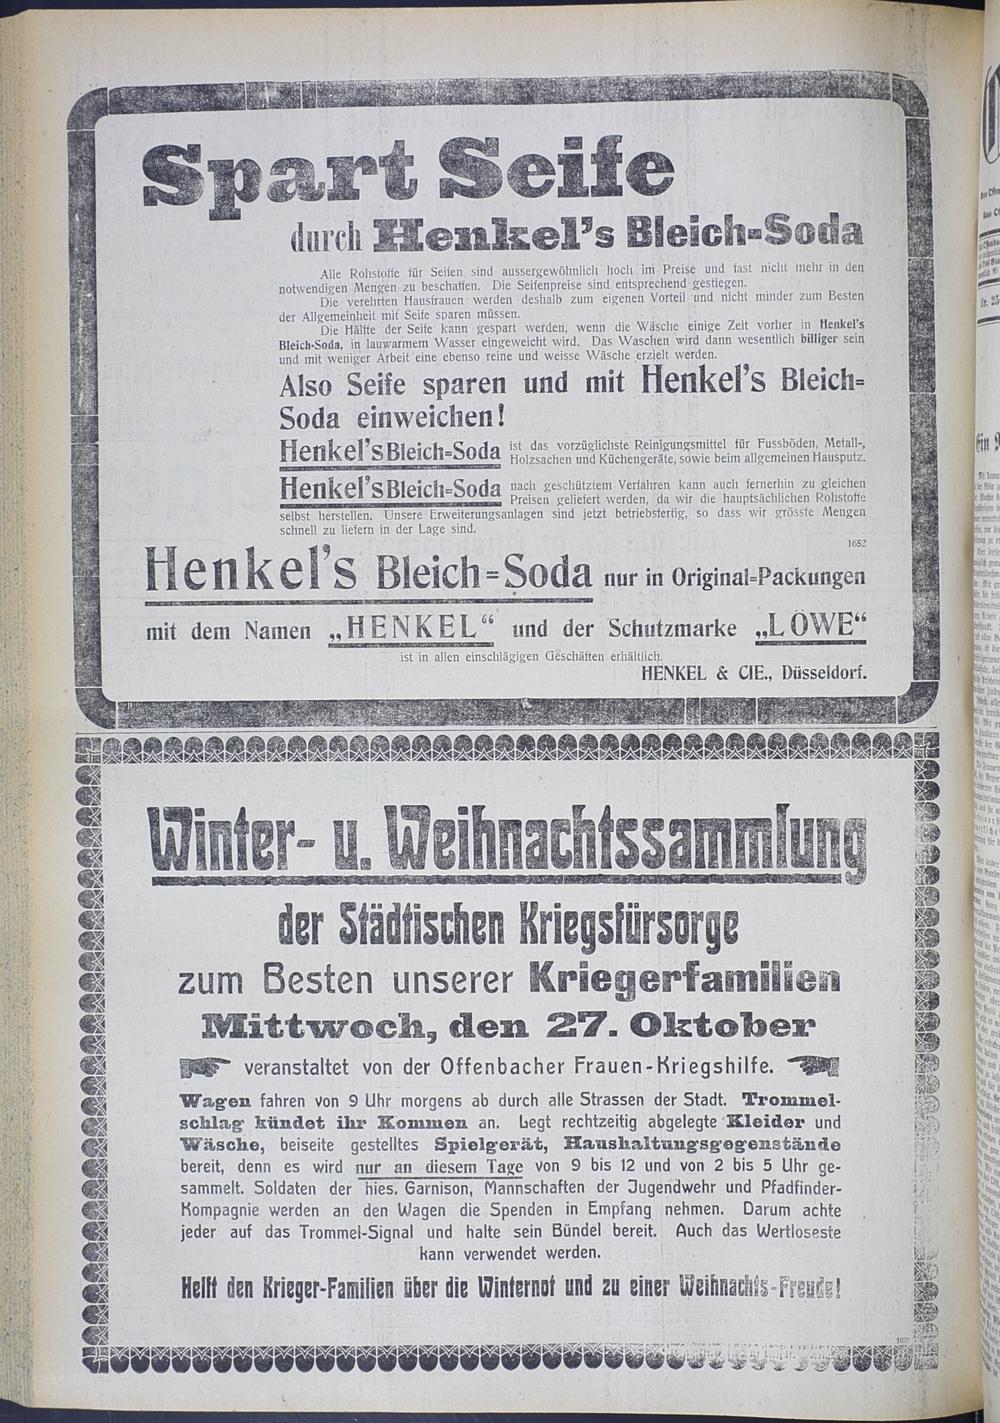 Spart Seife
durch Henkel's Bleich=Soda
Alle Rohstoffe für Seifen sind aussergewöhnlich hoch im Preise und fast nicht mehr in den
notwendigen Mengen zu beschaffen. Die Seifenpreise sind entsprechend gestiegen.
Die verehrten Hausfrauen werden deshalb zum eigenen Vorteil und nicht minder zum Besten
der Allgemeinheit mit Seife sparen müssen.
Die Hälfte der Seife kann gespart werden, wenn die Wäsche einige Zeit vorher in Henkel's
Bleich-Soda, in lauwarmem Wasser eingeweicht wird. Das Waschen wird dann wesentlich billiger sein
und mit weniger Arbeit eine ebenso reine und weisse Wäsche erzielt werden.
Also Seife sparen und mit Henkel's Bleich=
Soda einweichen!
Henkel's Bleich=Soda ist das vorzüglichste Reinigungsmittel für Fussböden, Metall-,
Holzsachen und Küchengeräte, sowie beim allgemeinen Hausputz.
Henkel's Bleich=Soda nach geschütztem Verfahren kann auch fernerhin zu gleichen
Preisen geliefert werden, da wir die hauptsächlichen Rohstoffe
selbst herstellen. Unsere Erweiterungsanlagen sind jetzt betriebsfertig, so dass wir grösste Mengen
schnell zu liefern in der Lage sind.
1652
Henkel's Bleich=Soda nur in Original=Packungen
mit dem Namen „HENKEL“ und der Schutzmarke „LÖWE“
ist in allen einschlägigen Geschäften erhältlich.
HENKEL & CIE., Düsseldorf.
Winter- u. Weihnachtssammlung
der Städtischen Kriegsfürsorge
zum Besten unserer Kriegerfamilien
Mittwoch, den 27. Oktober
veranstaltet von der Offenbacher Frauen-Kriegshilfe.
Wagen fahren von 9 Uhr morgens ab durch alle Strassen der Stadt. Trommel-
schlag kündet ihr Kommen an. Legt rechtzeitig abgelegte Kleider und
Wäsche, beiseite gestelltes Spielgerät, Haushaltungsgegenstände
bereit, denn es wird nur an diesem Tage von 9 bis 12 und von 2 bis 5 Uhr ge-
sammelt. Soldaten der hies. Garnison, Mannschaften der Jugendwehr und Pfadfinder-
Kompagnie werden an den Wagen die Spenden in Empfang nehmen. Darum achte
jeder auf das Trommel-Signal und halte sein Bündel bereit. Auch das Wertloseste
kann verwendet werden.
Helft den Krieger-Familien über die Winternot und zu einer Weihnachts-Freude!